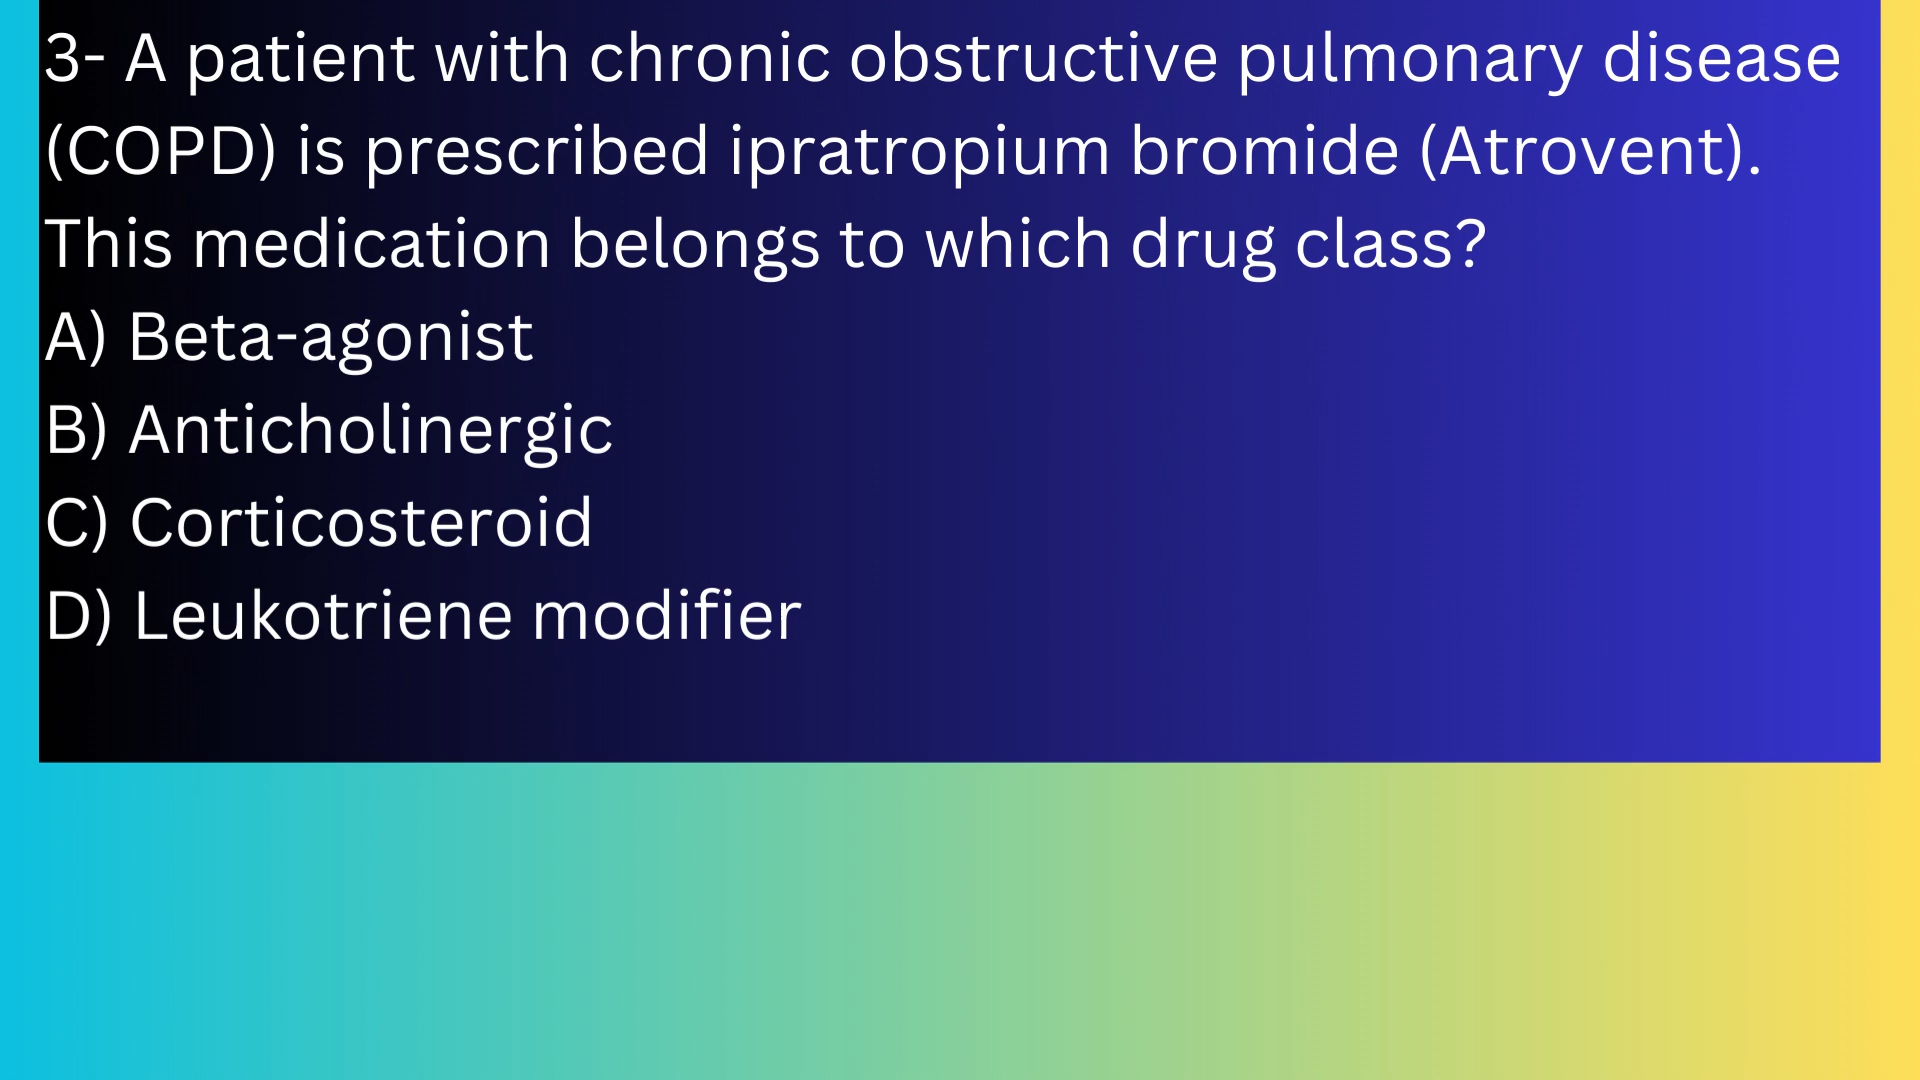 3- A patient with chronic obstructive pulmonary disease
(COPD) is prescribed ipratropium bromide (Atrovent).
This medication belongs to which drug class?
A) Beta-agonist
B) Anticholinergic
C) Corticosteroid
D) Leukotriene modifier